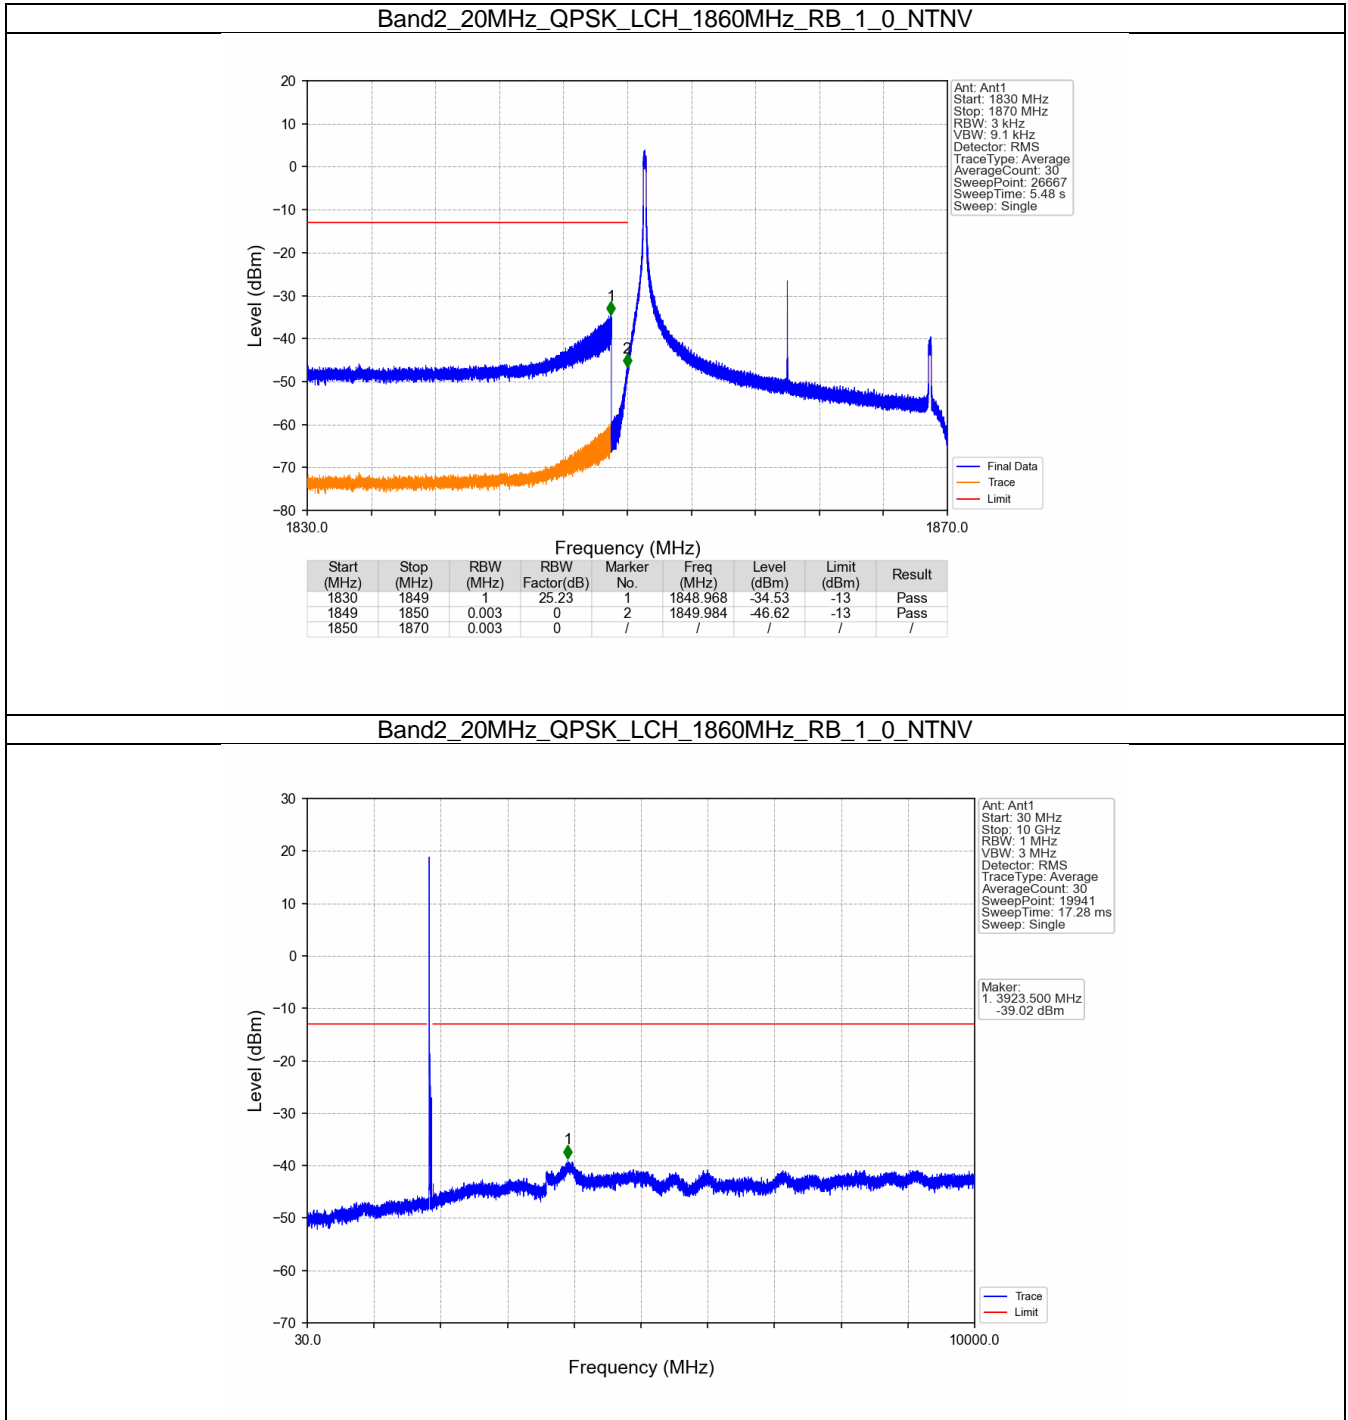 Band2_20MHz_QPSK_LCH_1860MHz_RB_1_0_NTNV
20
10
0
−10
−20
−30
−40
−50
−60
−70
−80
Level (dBm)
1
2
1830.0
1870.0
Frequency (MHz)
Ant: Ant1
Start: 1830 MHz
Stop: 1870 MHz
RBW: 3 kHz
VBW: 9.1 kHz
Detector: RMS
TraceType: Average
AverageCount: 30
SweepPoint: 26667
SweepTime: 5.48 s
Sweep: Single
Final Data
Trace
Limit
Start (MHz) Stop (MHz) RBW (MHz) RBW Factor(dB) Marker No. Freq (MHz) Level (dBm) Limit (dBm) Result
1830 1849 1 25.23 1 1848.968 -34.53 -13 Pass
1849 1850 0.003 0 2 1849.984 -46.62 -13 Pass
1850 1870 0.003 0 / / / / /
Band2_20MHz_QPSK_LCH_1860MHz_RB_1_0_NTNV
30
20
10
0
−10
−20
−30
−40
−50
−60
−70
Level (dBm)
1
30.0
10000.0
Frequency (MHz)
Ant: Ant1
Start: 30 MHz
Stop: 10 GHz
RBW: 1 MHz
VBW: 3 MHz
Detector: RMS
TraceType: Average
AverageCount: 30
SweepPoint: 19941
SweepTime: 17.28 ms
Sweep: Single
Maker:
1. 3923.500 MHz
-39.02 dBm
Trace
Limit